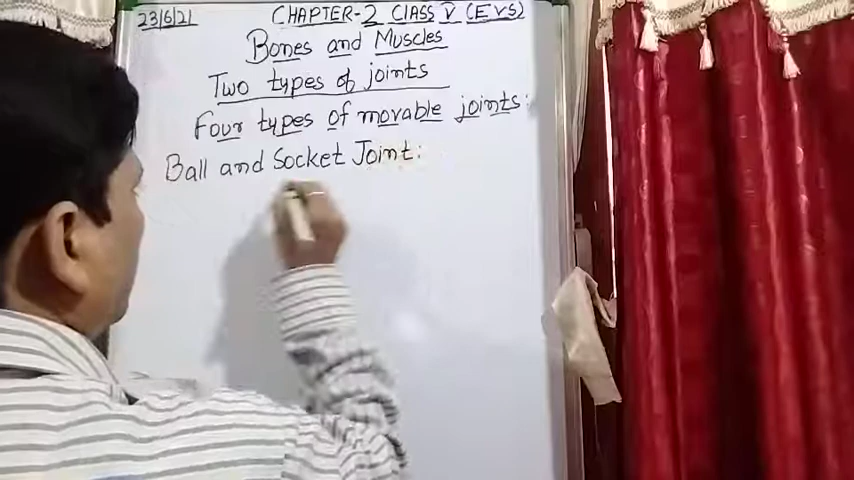 23/6/21 CHAPTER-2 CLASS V (EVS)
Bones and Muscles
Two types of joints
Four types of movable joints:
Ball and Socket Joint: